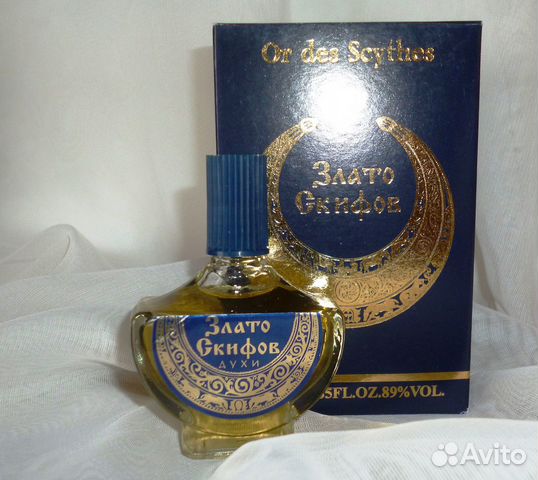 Or des Scythes
Злато
Скифов
Злато
Скифов
ДУХИ
5FL.OZ.89%VOL.
Avito